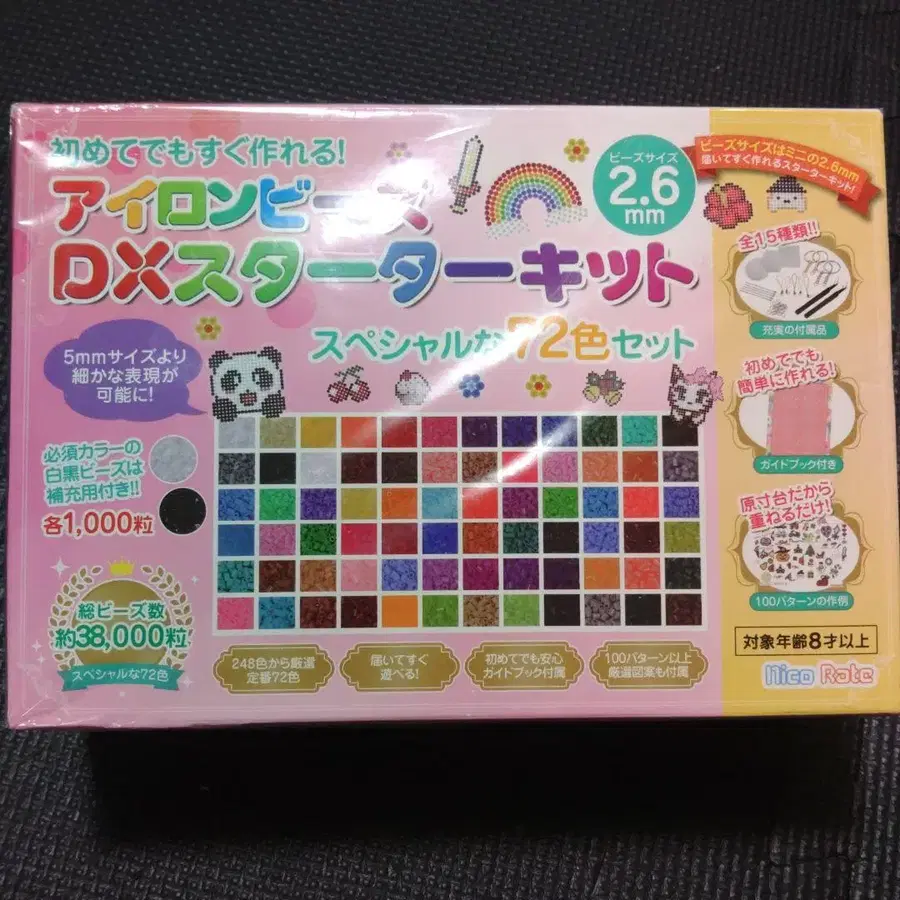 初めてでもすぐ作れる!
アイロンビーズ
DXスターターキット
スペシャルな72色セット
ビーズサイズ
2.6
mm
ビーズサイズはミニの2.6mm
届いてすぐ作れるスターターキット!
5mmサイズより
細かな表現が
可能に!
必須カラーの
白黒ビーズは
補充用付き!!
各1,000粒
総ビーズ数
約38,000粒
スペシャルな72色
248色から厳選
定番72色
届いてすぐ
遊べる!
初めてでも安心
ガイドブック付属
100パターン以上
厳選図案も付属
全15種類!!
充実の付属品
初めてでも
簡単に作れる!
ガイドブック付き
原寸台だから
重ねるだけ!
100パターンの作例
対象年齢8才以上
Nico Rate